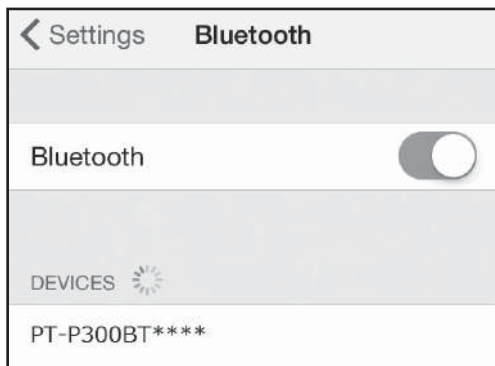 Settings Bluetooth
Bluetooth
DEVICES
PT-P300BT****